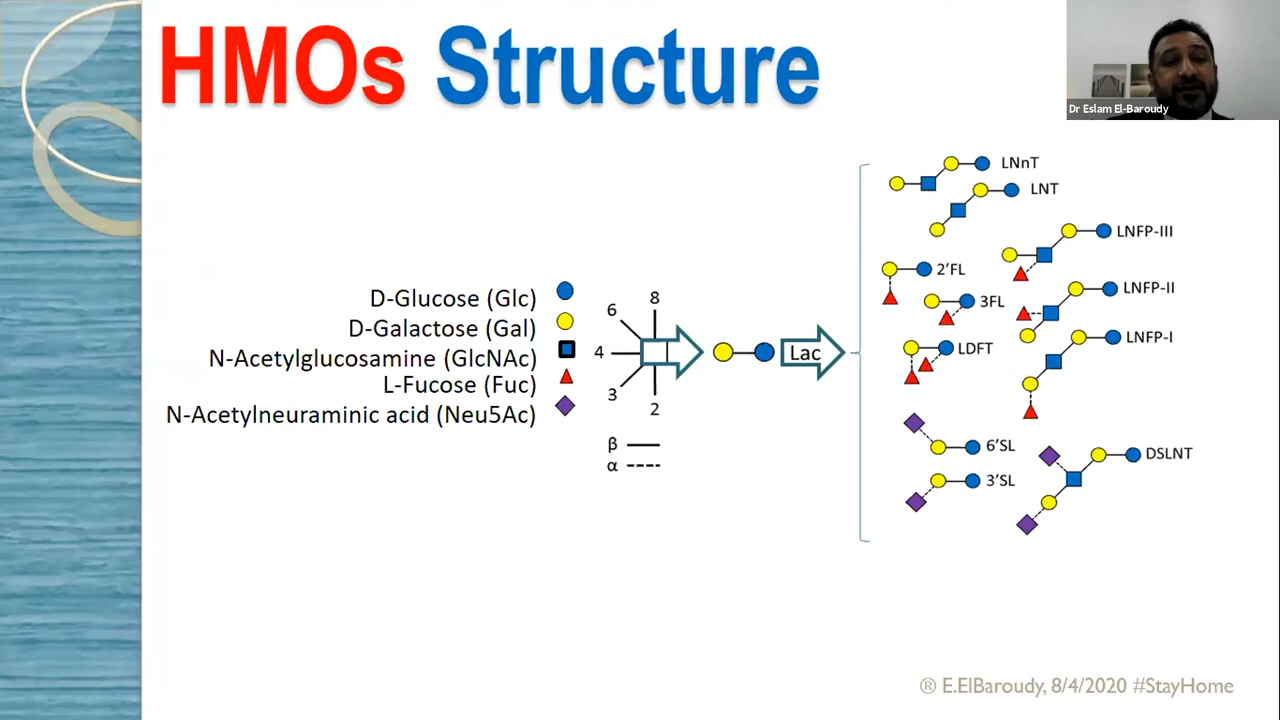 HMOs Structure
Dr Eslam El-Baroudy
D-Glucose (Glc)
D-Galactose (Gal)
N-Acetylglucosamine (GlcNAc)
L-Fucose (Fuc)
N-Acetylneuraminic acid (Neu5Ac)
8
6
4
3
2
β
α
Lac
LNnT
LNT
LNFP-III
2'FL
LNFP-II
3FL
LNFP-I
LDFT
6'SL
DSLNT
3'SL
® E.ElBaroudy, 8/4/2020 #StayHome